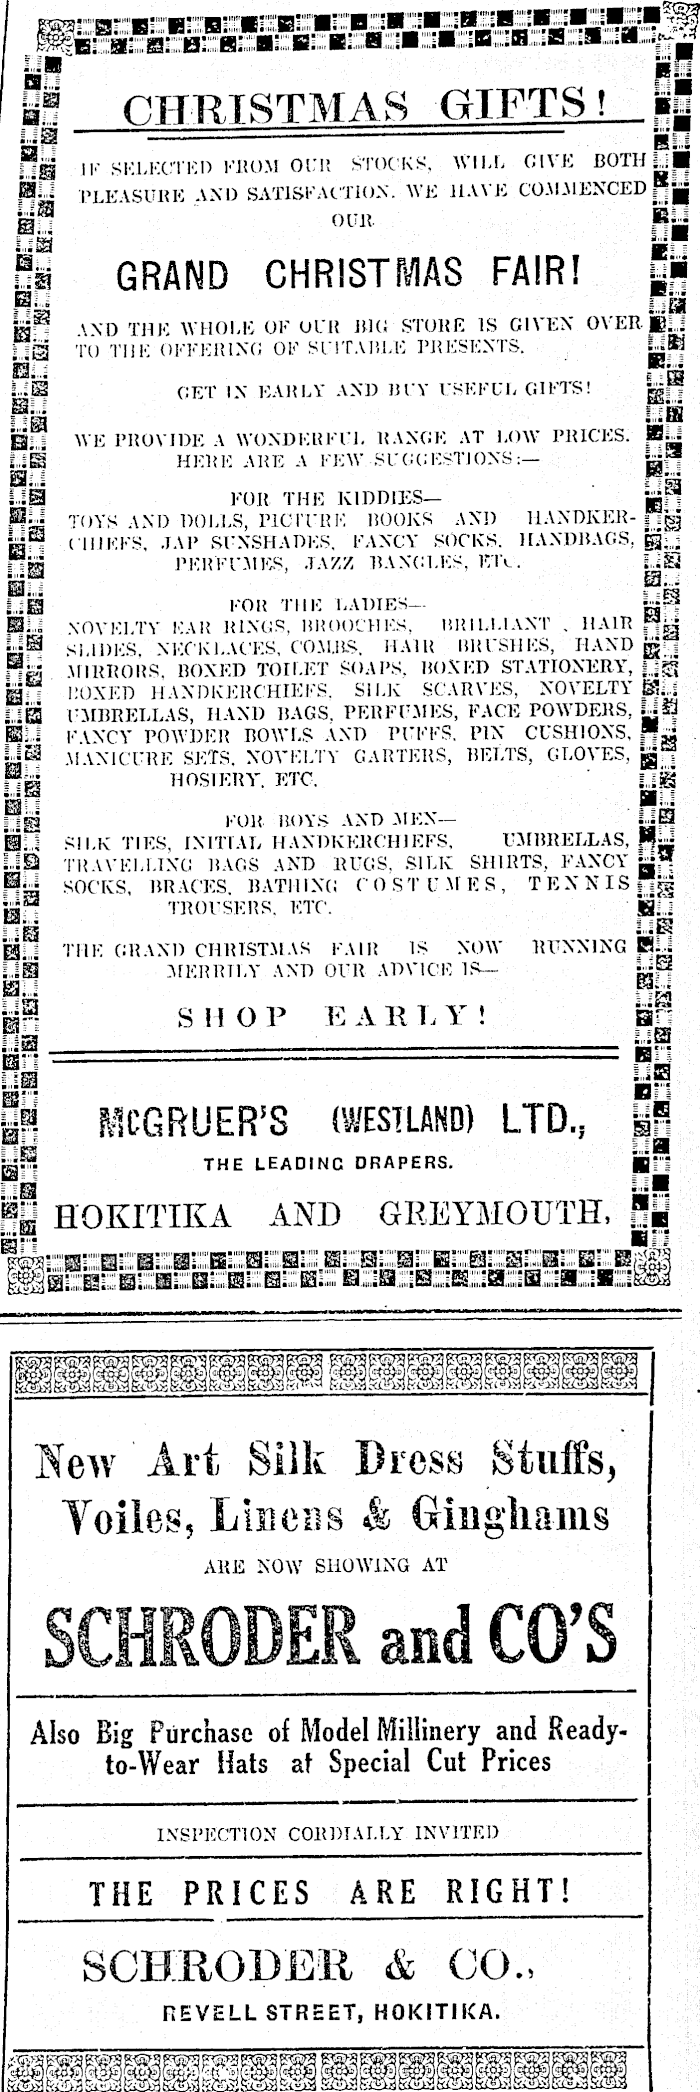 CHRISTMAS GIFTS!
IF SELECTED FROM OUR STOCKS, WILL GIVE BOTH
PLEASURE AND SATISFACTION. WE HAVE COMMENCED
OUR
GRAND CHRISTMAS FAIR!
AND THE WHOLE OF OUR BIG STORE IS GIVEN OVER
TO THE OFFERING OF SUITABLE PRESENTS.
GET IN EARLY AND BUY USEFUL GIFTS!
WE PROVIDE A WONDERFUL RANGE AT LOW PRICES.
HERE ARE A FEW SUGGESTIONS:—
FOR THE KIDDIES—
TOYS AND DOLLS, PICTURE BOOKS AND HANDKER-
CHIEFS, JAP SUNSHADES, FANCY SOCKS, HANDBAGS,
PERFUMES, JAZZ BANGLES, ETC.
FOR THE LADIES—
NOVELTY EAR RINGS, BROOCHES, BRILLIANT HAIR
SLIDES, NECKLACES, COMBS, HAIR BRUSHES, HAND
MIRRORS, BOXED TOILET SOAPS, BOXED STATIONERY,
BOXED HANDKERCHIEFS, SILK SCARVES, NOVELTY
UMBRELLAS, HAND BAGS, PERFUMES, FACE POWDERS,
FANCY POWDER BOWLS AND PUFFS, PIN CUSHIONS,
MANICURE SETS, NOVELTY GARTERS, BELTS, GLOVES,
HOSIERY, ETC.
FOR BOYS AND MEN—
SILK TIES, INITIAL HANDKERCHIEFS, UMBRELLAS,
TRAVELLING BAGS AND RUGS, SILK SHIRTS, FANCY
SOCKS, BRACES, BATHING COSTUMES, TENNIS
TROUSERS, ETC.
THE GRAND CHRISTMAS FAIR IS NOW RUNNING
MERRILY AND OUR ADVICE IS—
SHOP EARLY!
McGRUER'S (WESTLAND) LTD.,
THE LEADING DRAPERS.
HOKITIKA AND GREYMOUTH.
New Art Silk Dress Stuffs,
Voiles, Linens & Ginghams
ARE NOW SHOWING AT
SCHRODER and CO'S
Also Big Purchase of Model Millinery and Ready-
to-Wear Hats at Special Cut Prices
INSPECTION CORDIALLY INVITED
THE PRICES ARE RIGHT!
SCHRODER & CO.,
REVELL STREET, HOKITIKA.